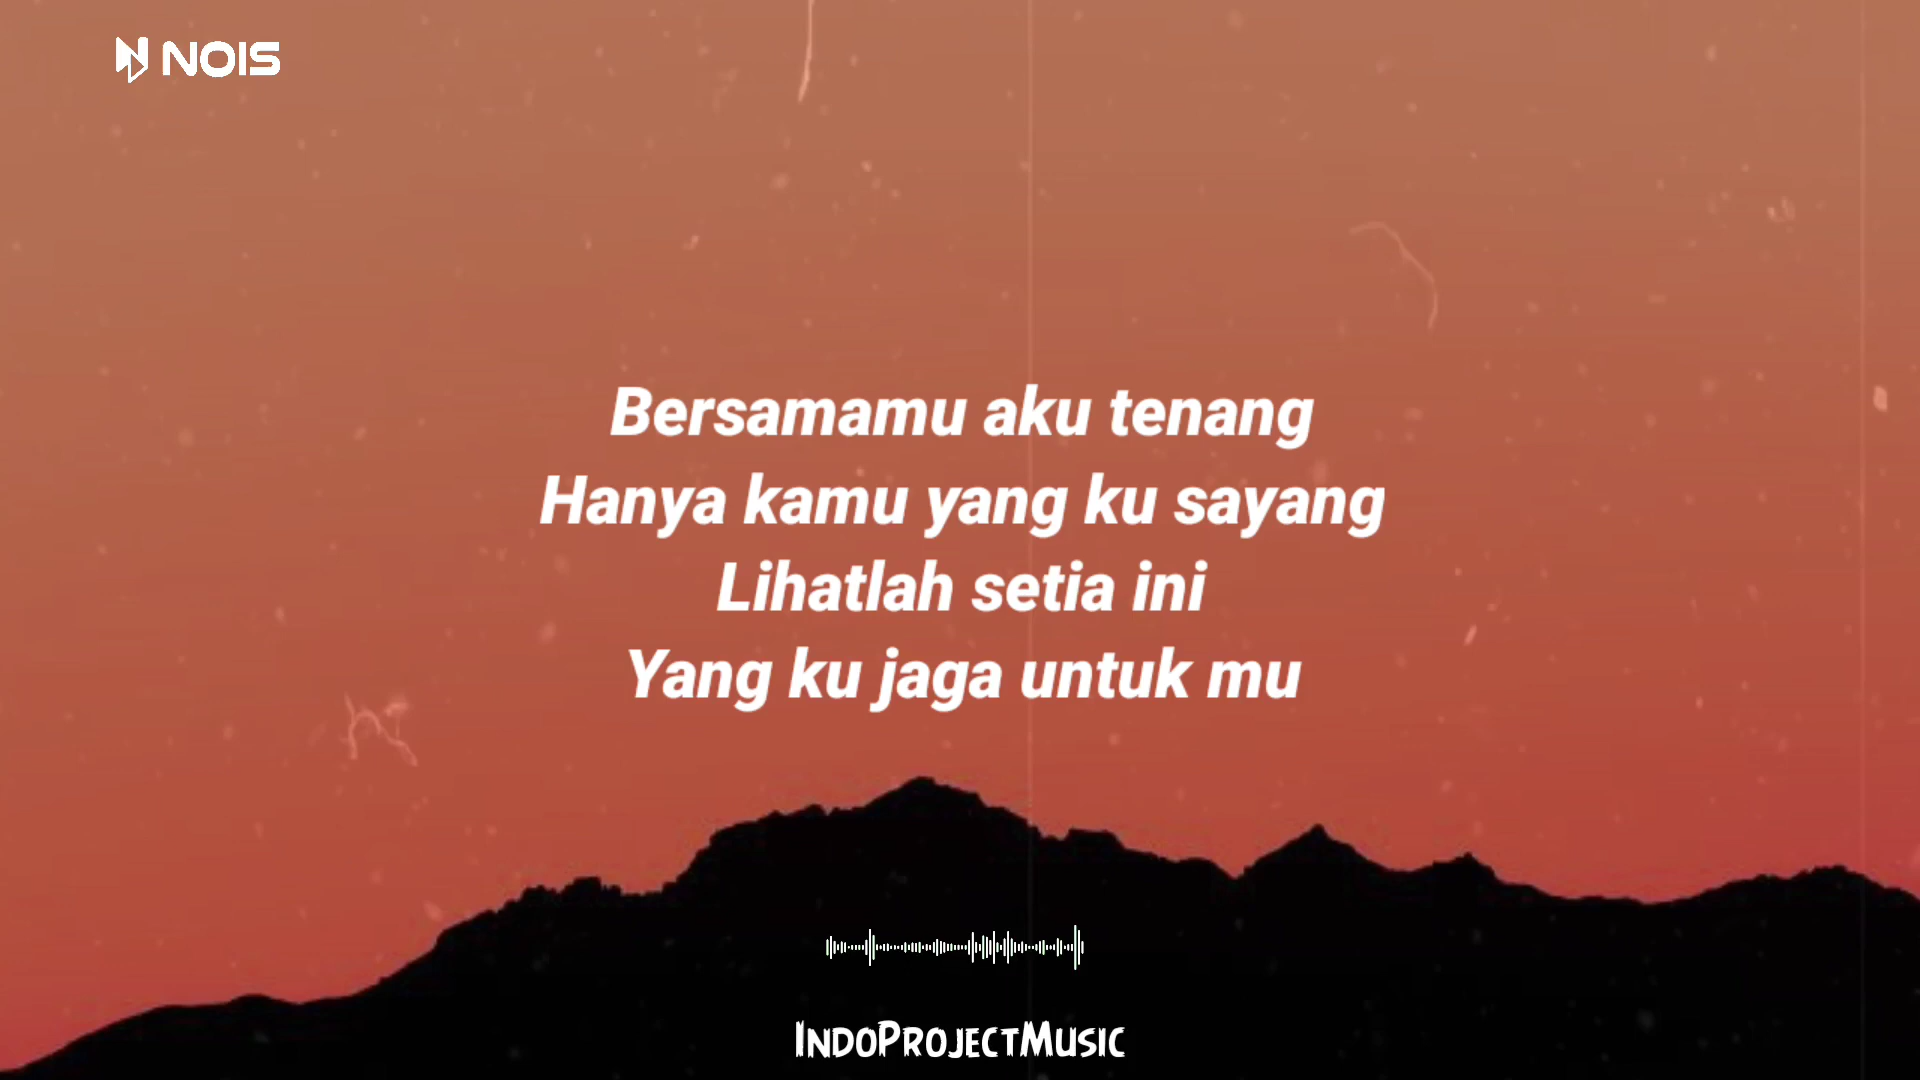 NOIS
Bersamamu aku tenang
Hanya kamu yang ku sayang
Lihatlah setia ini
Yang ku jaga untuk mu
IndoProjectMusic